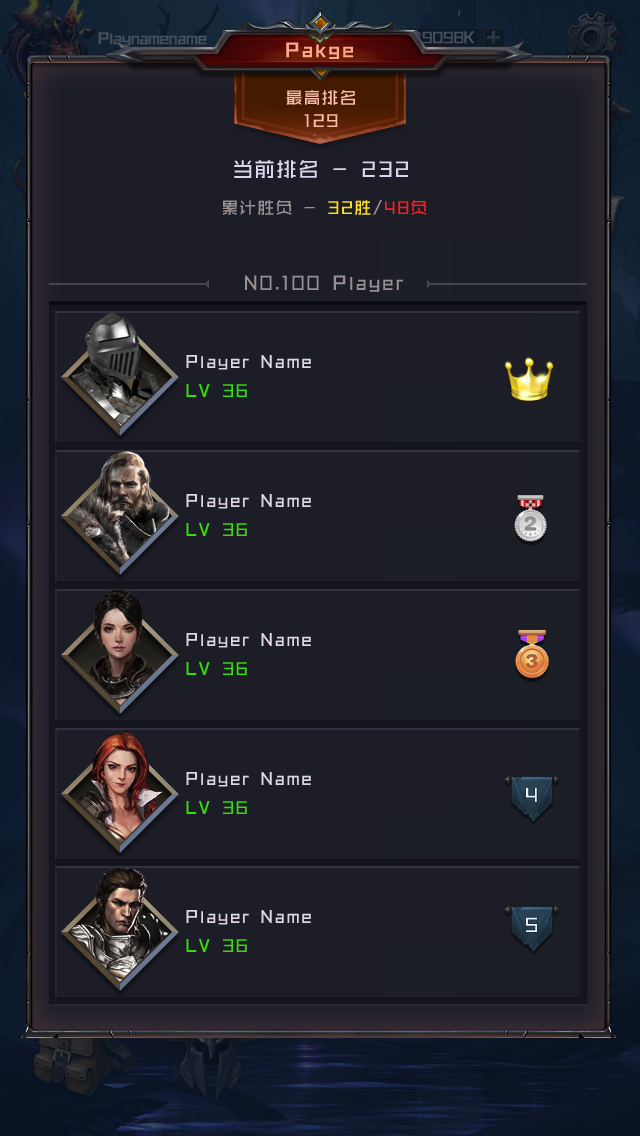 Playnamename
9098K +
Pakge
最高排名
129
当前排名 - 232
累计胜负 - 32胜/48负
NO.100 Player
Player Name
LV 36
Player Name
LV 36
2
Player Name
LV 36
3
Player Name
LV 36
4
Player Name
LV 36
5